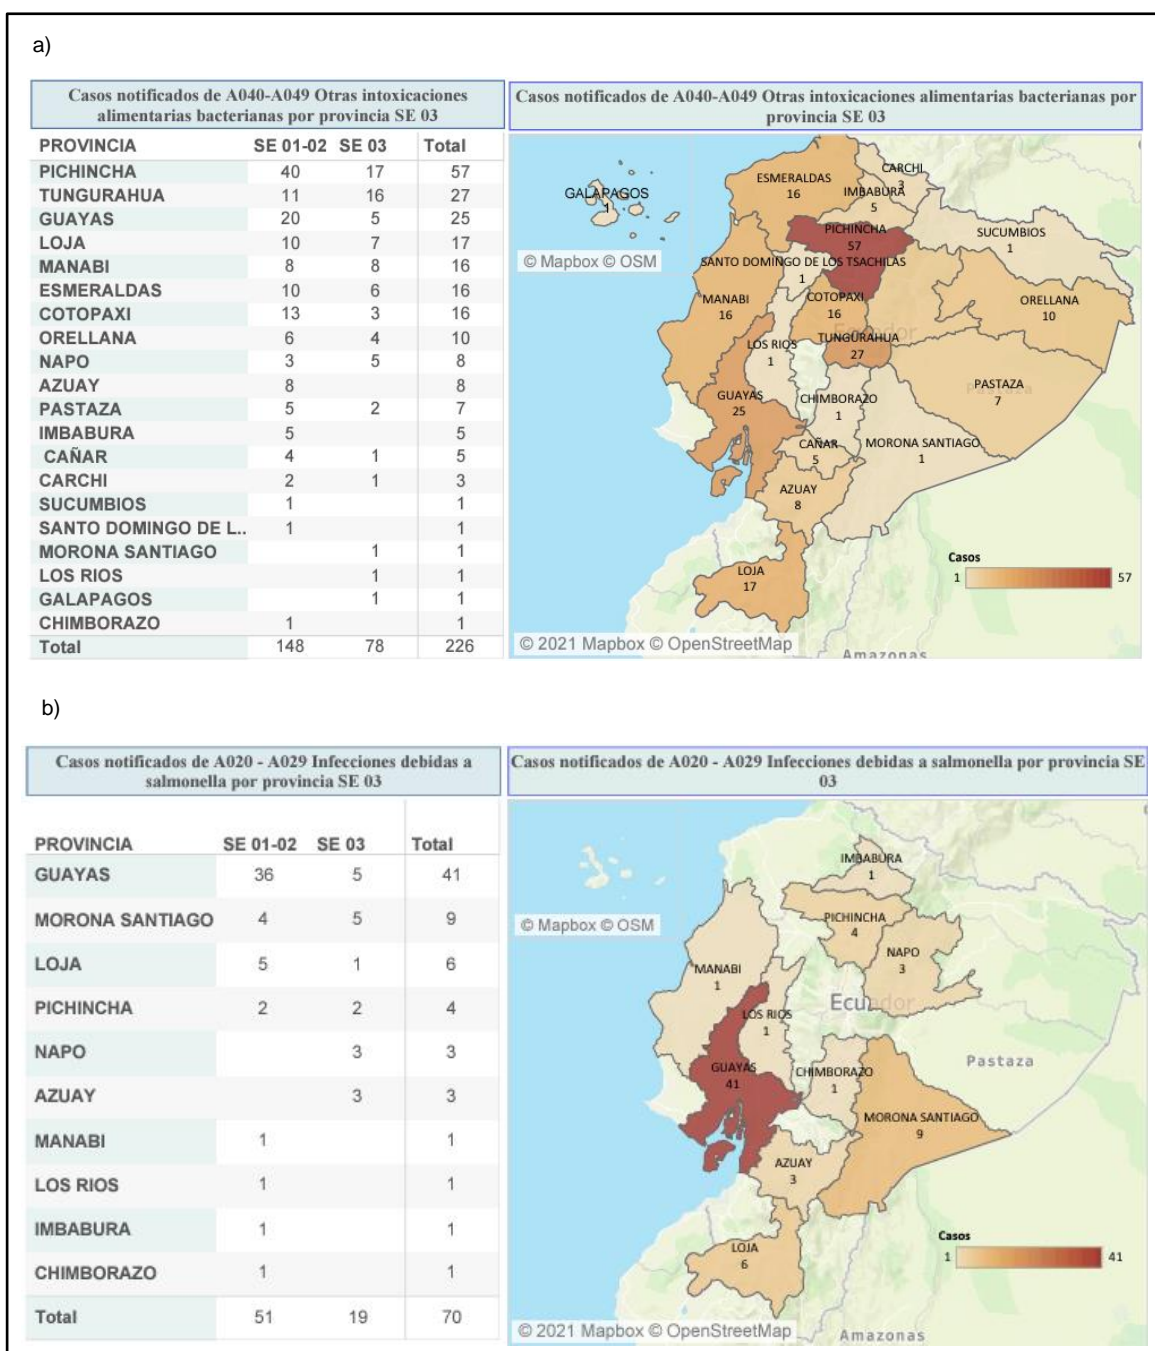 a)
Casos notificados de A040-A049 Otras intoxicaciones
alimentarias bacterianas por provincia SE 03
PROVINCIA SE 01-02 SE 03 Total
PICHINCHA 40 17 57
TUNGURAHUA 11 16 27
GUAYAS 20 5 25
LOJA 10 7 17
MANABI 8 8 16
ESMERALDAS 10 6 16
COTOPAXI 13 3 16
ORELLANA 6 4 10
NAPO 3 5 8
AZUAY 8 8
PASTAZA 5 2 7
IMBABURA 5 5
CAÑAR 4 1 5
CARCHI 2 1 3
SUCUMBIOS 1 1
SANTO DOMINGO DE L.. 1 1
MORONA SANTIAGO 1 1
LOS RIOS 1 1
GALAPAGOS 1 1
CHIMBORAZO 1 1
Total 148 78 226
Casos notificados de A040-A049 Otras intoxicaciones alimentarias bacterianas por
provincia SE 03
CARCHI
3
ESMERALDAS
16
IMBABURA
5
GALAPAGOS
1
PICHINCHA
57
SUCUMBIOS
1
© Mapbox © OSM
SANTO DOMINGO DE LOS TSACHILAS
1
MANABI
16
COTOPAXI
16
ORELLANA
10
Ecuador
LOS RIOS
1
TUNGURAHUA
27
PASTAZA
7
Pastaza
GUAYAS
25
CHIMBORAZO
1
CAÑAR
5
MORONA SANTIAGO
1
AZUAY
8
LOJA
17
Casos
1 57
© 2021 Mapbox © OpenStreetMap
Amazonas
b)
Casos notificados de A020 - A029 Infecciones debidas a
salmonella por provincia SE 03
PROVINCIA SE 01-02 SE 03 Total
GUAYAS 36 5 41
MORONA SANTIAGO 4 5 9
LOJA 5 1 6
PICHINCHA 2 2 4
NAPO 3 3
AZUAY 3 3
MANABI 1 1
LOS RIOS 1 1
IMBABURA 1 1
CHIMBORAZO 1 1
Total 51 19 70
Casos notificados de A020 - A029 Infecciones debidas a salmonella por provincia SE
03
IMBABURA
1
PICHINCHA
4
© Mapbox © OSM
NAPO
3
MANABI
1
Ecuador
LOS RIOS
1
Pastaza
GUAYAS
41
CHIMBORAZO
1
MORONA SANTIAGO
9
AZUAY
3
LOJA
6
Casos
1 41
© 2021 Mapbox © OpenStreetMap
Amazonas